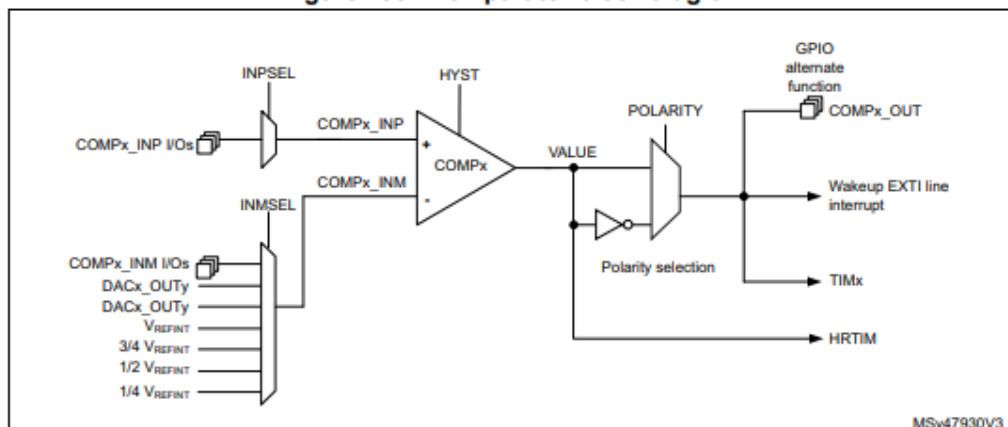 GPIO
alternate
function
INPSEL
HYST
COMPx_OUT
POLARITY
COMPx_INP
COMPx_INP I/Os
+
VALUE
COMPx
COMPx_INM
-
Wakeup EXTI line
interrupt
INMSEL
COMPx_INM I/Os
Polarity selection
DACx_OUTy
TIMx
DACx_OUTy
VREFINT
HRTIM
3/4 VREFINT
1/2 VREFINT
1/4 VREFINT
MSv47930V3